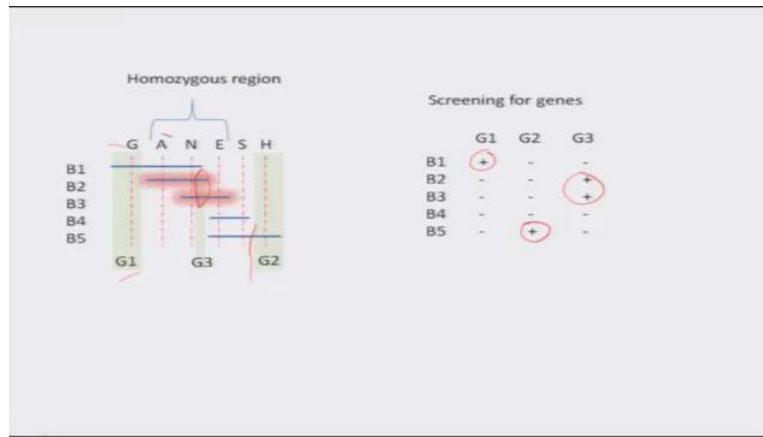 Homozygous region
G A N E S H
B1
B2
B3
B4
B5
G1 G3 G2
Screening for genes
G1 G2 G3
B1 + - -
B2 - - +
B3 - - +
B4 - - -
B5 - + -